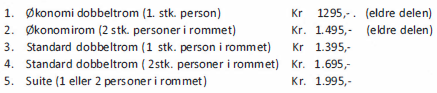 1. Økonomi dobbeltrom (1. stk. person) Kr 1295,- . (eldre delen)
2. Økonomirom (2 stk. personer i rommet) Kr. 1.495,- (eldre delen)
3. Standard dobbeltrom (1 stk. person i rommet) Kr 1.395,-
4. Standard dobbeltrom ( 2stk. personer i rommet) Kr. 1.695,-
5. Suite (1 eller 2 personer i rommet) Kr. 1.995,-